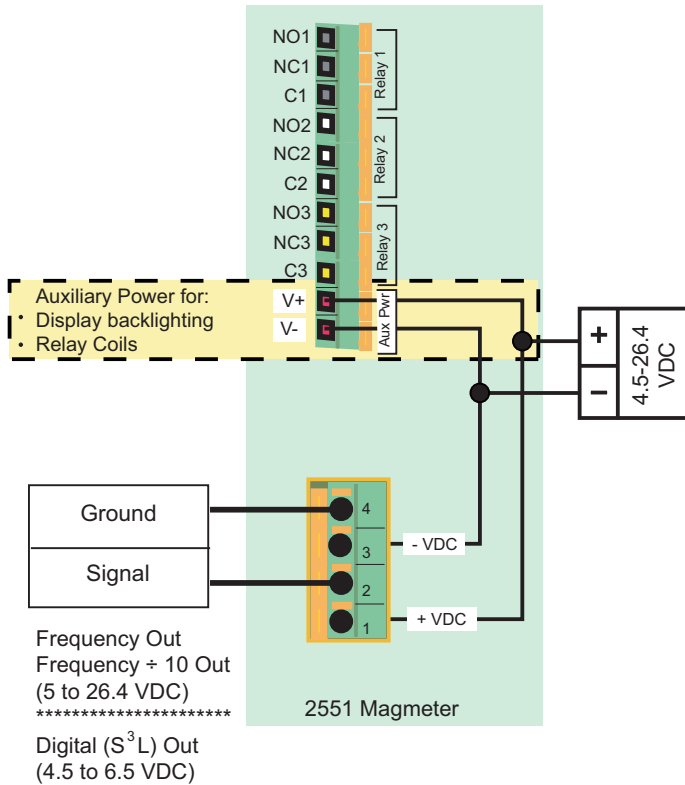 NO1
NC1
C1
Relay 1
NO2
NC2
C2
Relay 2
NO3
NC3
C3
Relay 3
Auxiliary Power for:
• Display backlighting
• Relay Coils
V+
V-
Aux Pwr
+
−
4.5-26.4
VDC
Ground
Signal
4
3
2
1
- VDC
+ VDC
Frequency Out
Frequency ÷ 10 Out
(5 to 26.4 VDC)
**********************
Digital (S³L) Out
(4.5 to 6.5 VDC)
2551 Magmeter